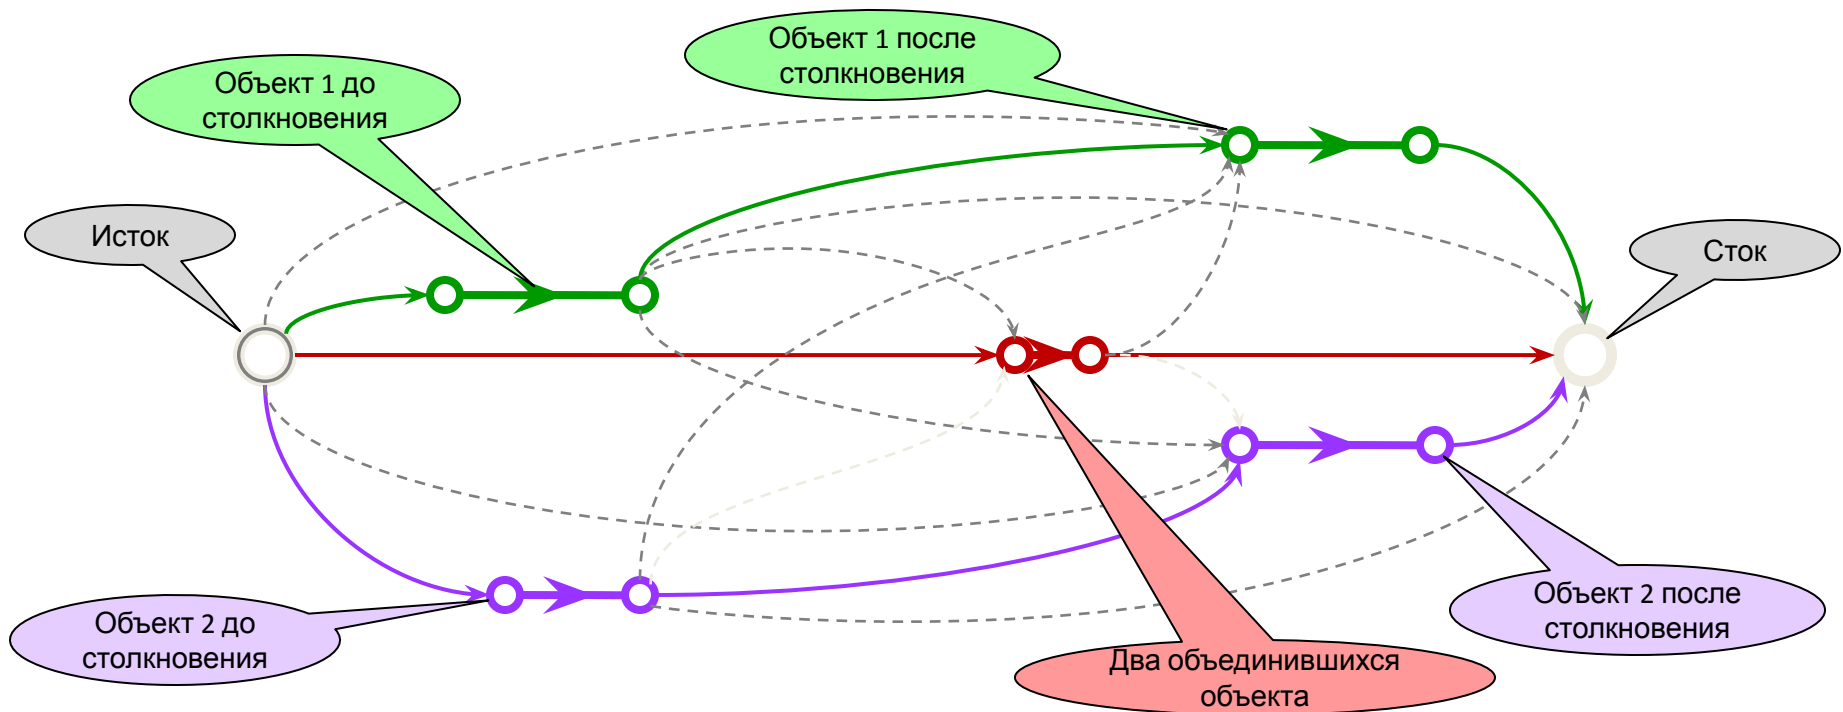 Объект 1 после
столкновения
Объект 1 до
столкновения
Исток
Сток
Объект 2 до
столкновения
Объект 2 после
столкновения
Два объединившихся
объекта